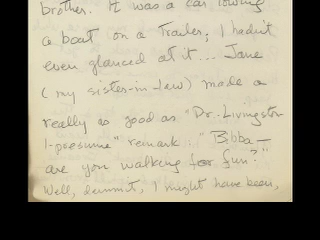 brother. It was a car towing
a boat on a Trailer; I hadn't
even glanced at it... Jane
(my sister-in-law) made a
really as good as "Dr. Livingston
I-presume" remark. "Bibba—
are you walking for fun?"
Well, dammit, I might have been,